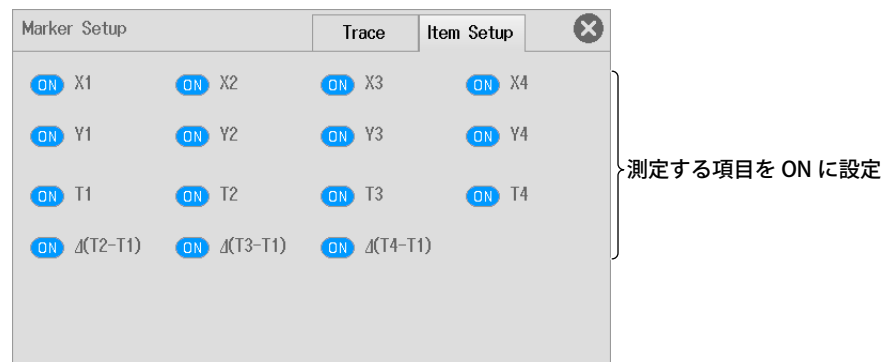 Marker Setup Trace Item Setup
ON X1 ON X2 ON X3 ON X4
ON Y1 ON Y2 ON Y3 ON Y4
測定する項目を ON に設定
ON T1 ON T2 ON T3 ON T4
ON Δ(T2-T1) ON Δ(T3-T1) ON Δ(T4-T1)